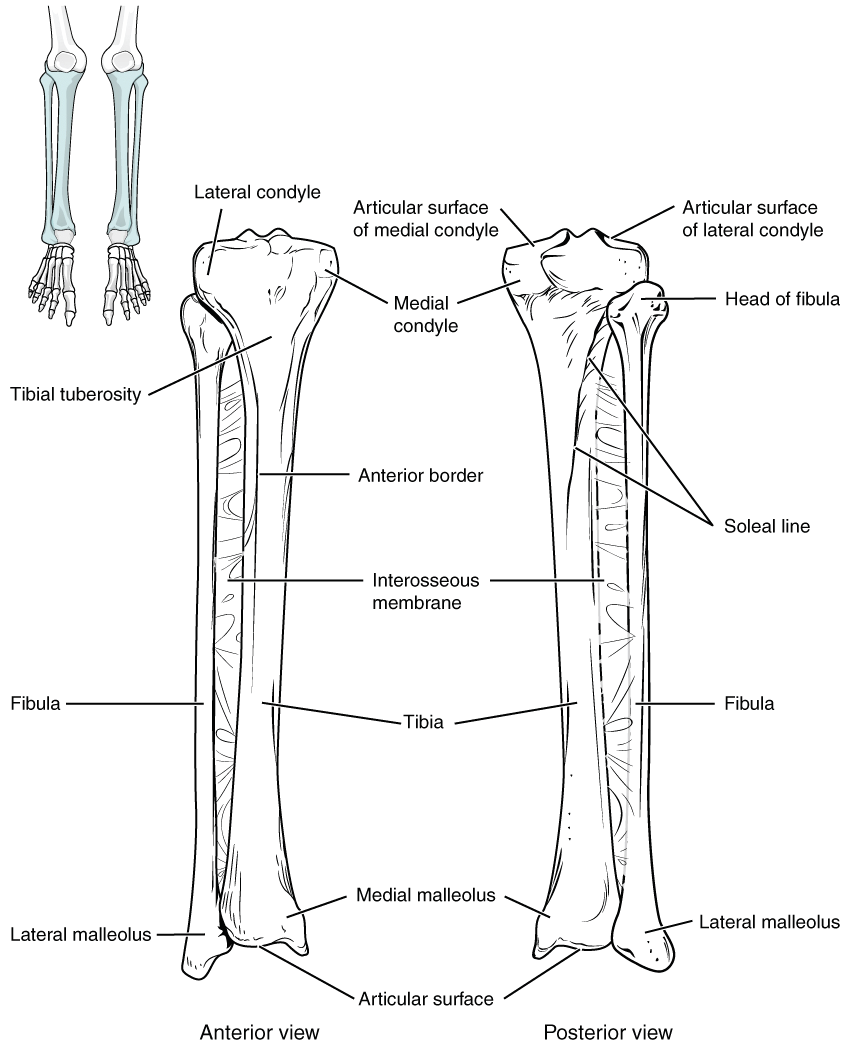 Lateral condyle
Articular surface
of medial condyle
Articular surface
of lateral condyle
Medial
condyle
Head of fibula
Tibial tuberosity
Anterior border
Soleal line
Interosseous
membrane
Fibula
Tibia
Fibula
Medial malleolus
Lateral malleolus
Lateral malleolus
Articular surface
Anterior view
Posterior view